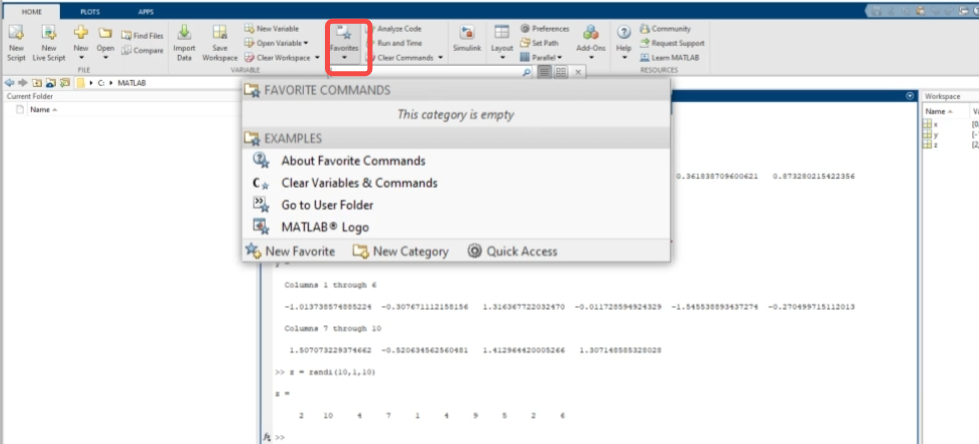 HOME PLOTS APPS
New Script
New Live Script
New
Open
Find Files
Compare
Import Data
Save Workspace
New Variable
Open Variable
Clear Workspace
Favorites
Analyze Code
Run and Time
Clear Commands
Simulink
Layout
Preferences
Set Path
Parallel
Add-Ons
Help
Community
Request Support
Learn MATLAB
FILE VARIABLE RESOURCES
C: MATLAB
Current Folder
Name
FAVORITE COMMANDS
This category is empty
EXAMPLES
About Favorite Commands
Clear Variables & Commands
Go to User Folder
MATLAB® Logo
New Favorite New Category Quick Access
Workspace
Name
x
y
z
0.361838709600621 0.873280215422356
Columns 1 through 6
-1.013738574885224 -0.307671112158156 1.316367722032470 -0.011728594924329 -1.545538893437274 -0.270499715112013
Columns 7 through 10
1.507073229374662 -0.520634562560481 1.412964420005266 1.307148585328028
>> z = randi(10,1,10)
z =
2 10 4 7 1 4 9 5 2 6
fx >>